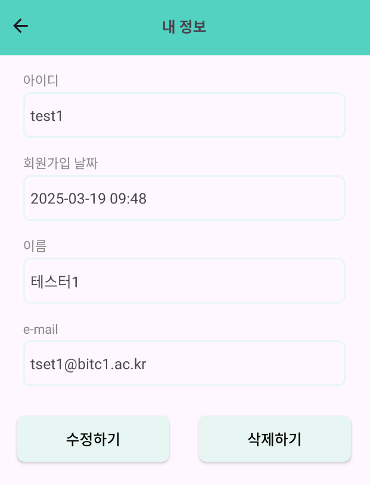 내 정보
아이디
test1
회원가입 날짜
2025-03-19 09:48
이름
테스터1
e-mail
tset1@bitc1.ac.kr
수정하기 삭제하기